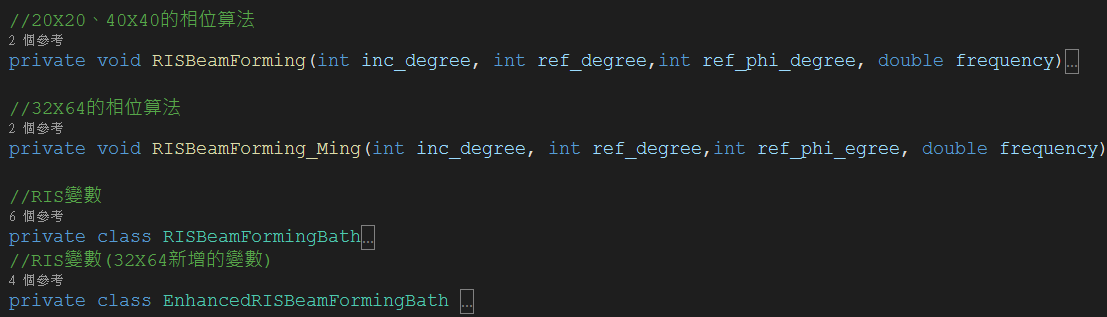 //20X20、40X40的相位算法
2 個參考
private void RISBeamForming(int inc_degree, int ref_degree,int ref_phi_degree, double frequency)...
//32X64的相位算法
2 個參考
private void RISBeamForming_Ming(int inc_degree, int ref_degree,int ref_phi_egree, double frequency)
//RIS變數
6 個參考
private class RISBeamFormingBath...
//RIS變數(32X64新增的變數)
4 個參考
private class EnhancedRISBeamFormingBath ...